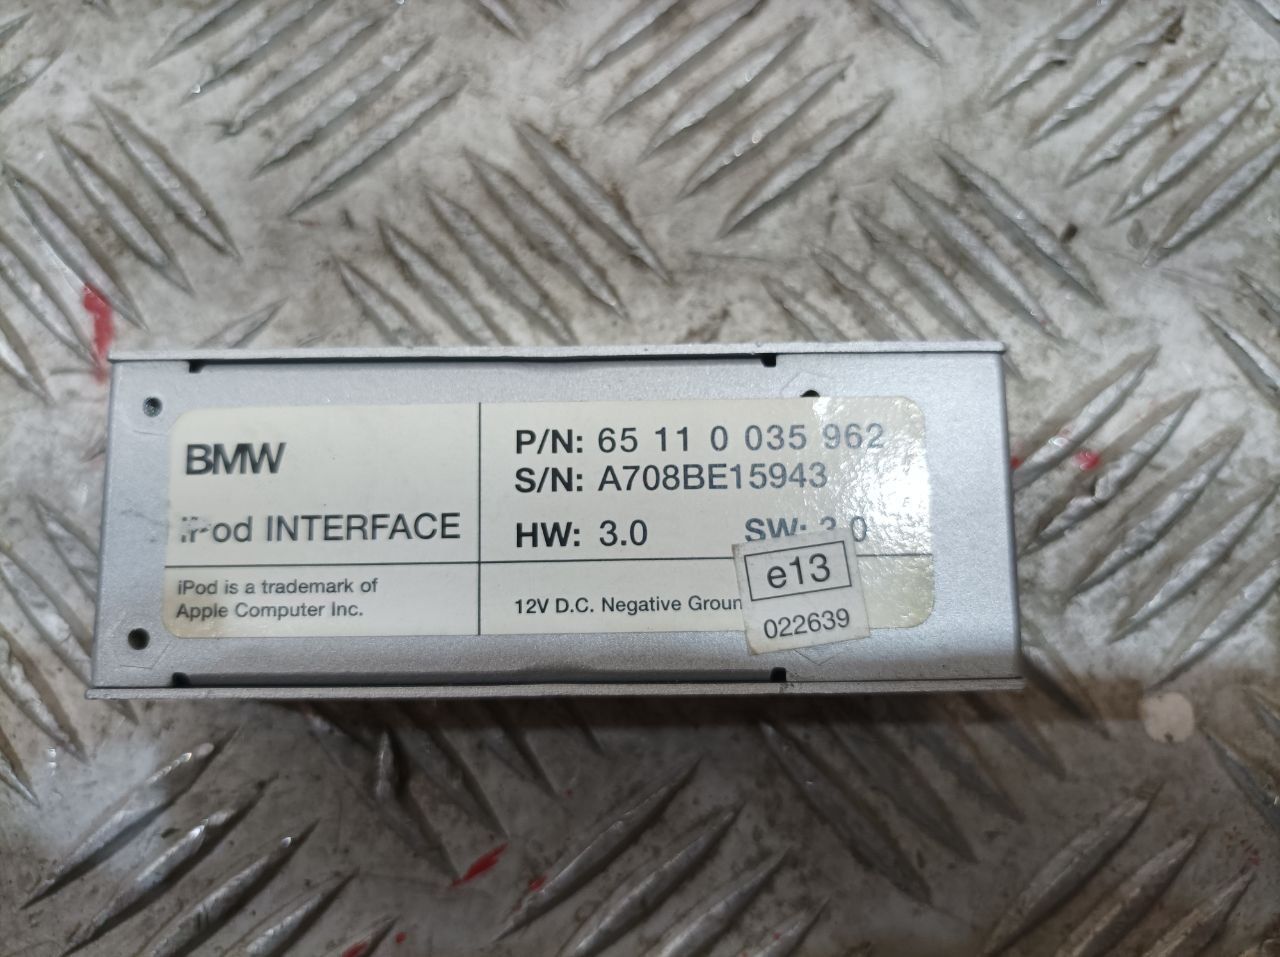 BMW
iPod INTERFACE
iPod is a trademark of
Apple Computer Inc.
P/N: 65 11 0 035 962
S/N: A708BE15943
HW: 3.0 SW:
12V D.C. Negative
e13
022639